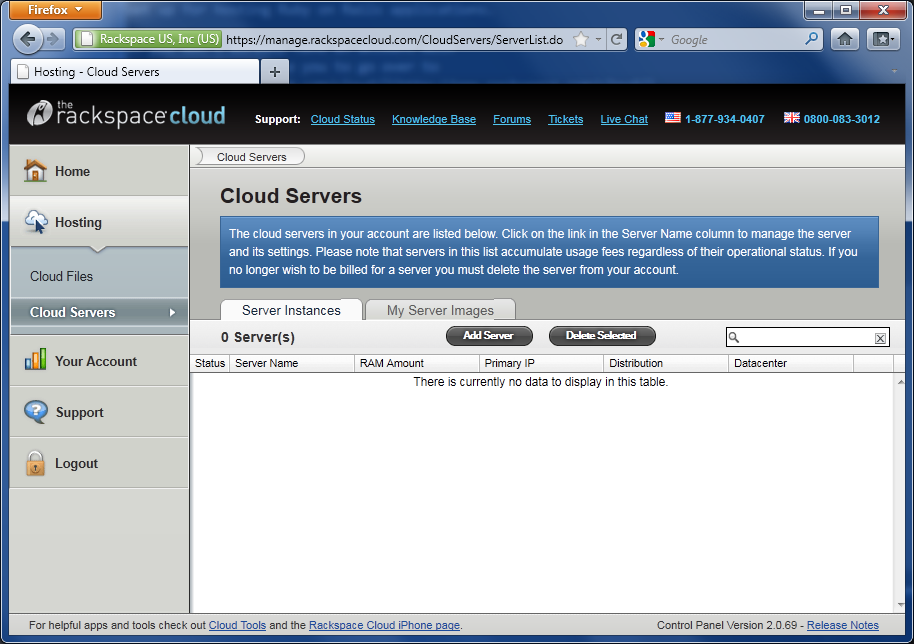 Firefox
Rackspace US, Inc (US) https://manage.rackspacecloud.com/CloudServers/ServerList.do Google
Hosting - Cloud Servers
the
rackspacecloud
Support: Cloud Status Knowledge Base Forums Tickets Live Chat 1-877-934-0407 0800-083-3012
Home
Hosting
Cloud Files
Cloud Servers
Your Account
Support
Logout
Cloud Servers
Cloud Servers
The cloud servers in your account are listed below. Click on the link in the Server Name column to manage the server
and its settings. Please note that servers in this list accumulate usage fees regardless of their operational status. If you
no longer wish to be billed for a server you must delete the server from your account.
Server Instances My Server Images
0 Server(s) Add Server Delete Selected
Status Server Name RAM Amount Primary IP Distribution Datacenter
There is currently no data to display in this table.
For helpful apps and tools check out Cloud Tools and the Rackspace Cloud iPhone page. Control Panel Version 2.0.69 - Release Notes